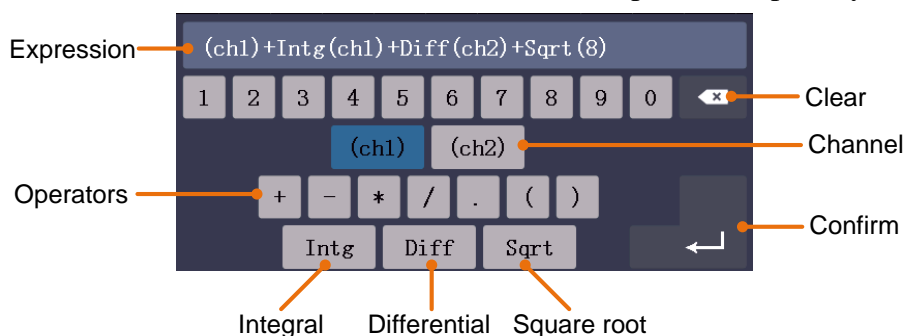 Expression
(ch1)+Intg(ch1)+Diff(ch2)+Sqrt(8)
1 2 3 4 5 6 7 8 9 0
Clear
(ch1) (ch2)
Channel
Operators
+ - * / . ( )
Confirm
Intg Diff Sqrt
Integral Differential Square root